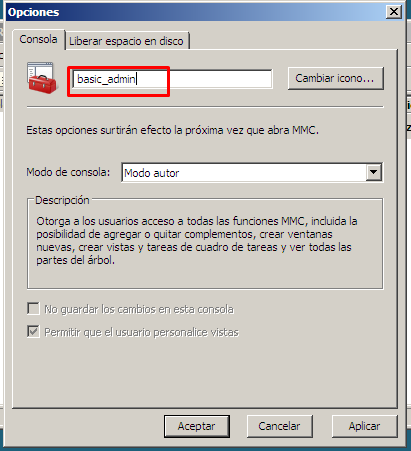 Opciones
Consola
Liberar espacio en disco
basic_admin
Cambiar icono...
Estas opciones surtirán efecto la próxima vez que abra MMC.
Modo de consola:
Modo autor
Descripción
Otorga a los usuarios acceso a todas las funciones MMC, incluida la
posibilidad de agregar o quitar complementos, crear ventanas
nuevas, crear vistas y tareas de cuadro de tareas y ver todas las
partes del árbol.
No guardar los cambios en esta consola
Permitir que el usuario personalice vistas
Aceptar
Cancelar
Aplicar